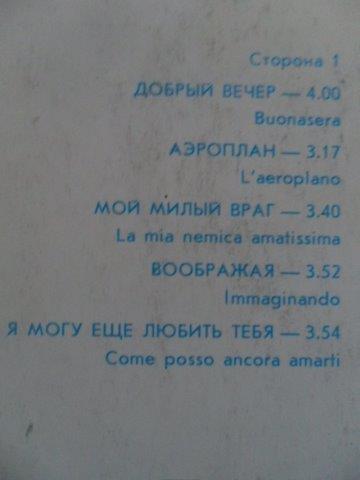 Сторона 1
ДОБРЫЙ ВЕЧЕР — 4.00
Buonasera
АЭРОПЛАН — 3.17
L'aeroplano
МОЙ МИЛЫЙ ВРАГ — 3.40
La mia nemica amatissima
ВООБРАЖАЯ — 3.52
Immaginando
Я МОГУ ЕЩЕ ЛЮБИТЬ ТЕБЯ — 3.54
Come posso ancora amarti